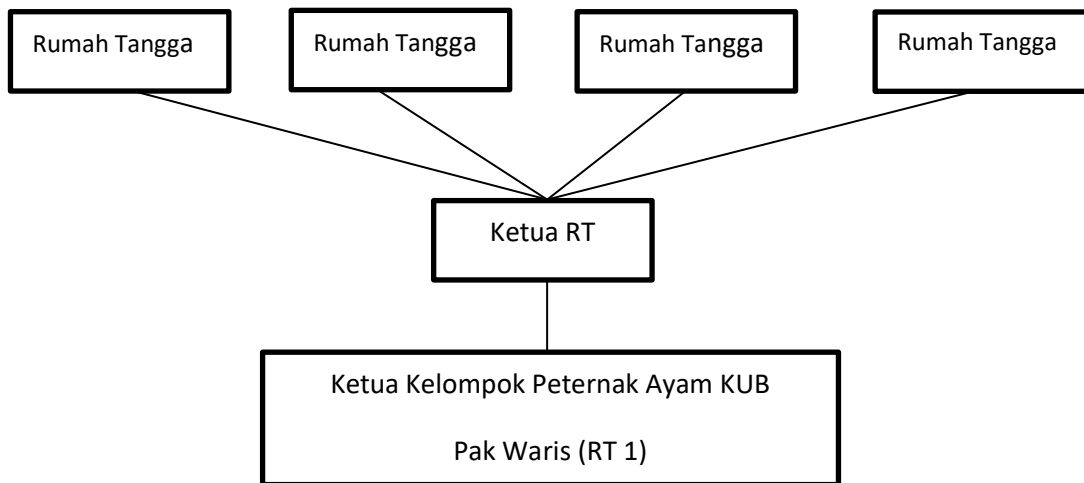 Rumah Tangga
Rumah Tangga
Rumah Tangga
Rumah Tangga
Ketua RT
Ketua Kelompok Peternak Ayam KUB
Pak Waris (RT 1)